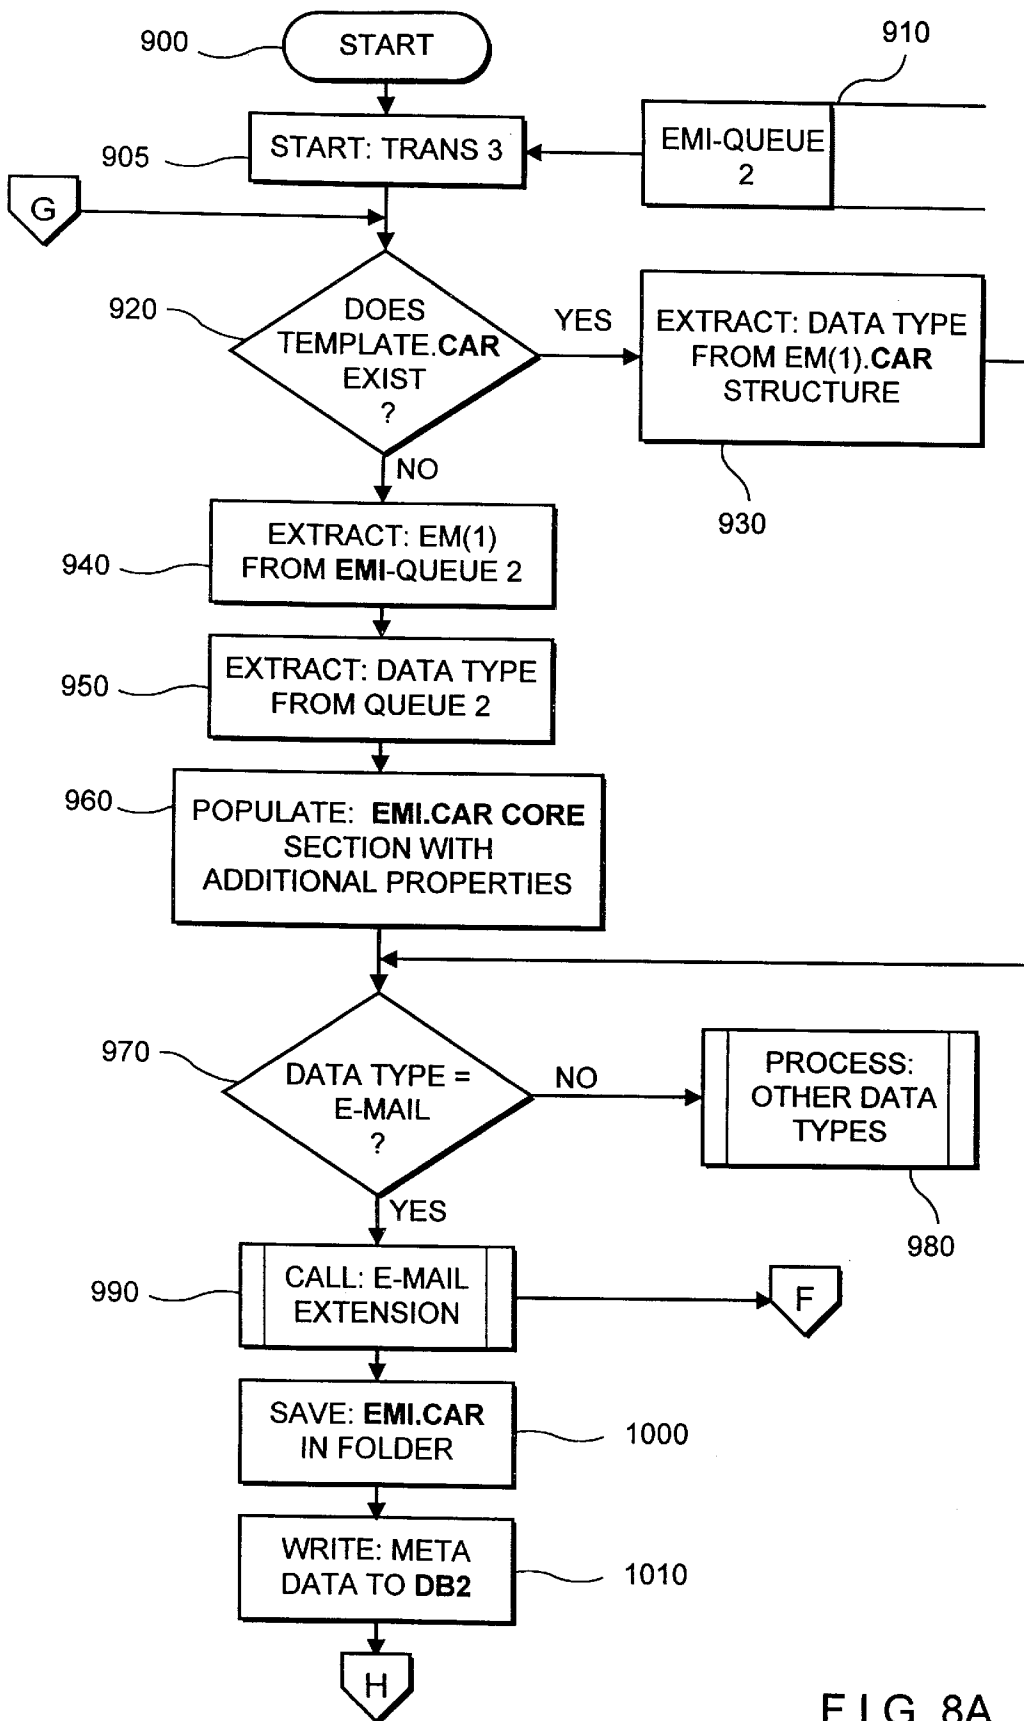 900
START
910
905
START: TRANS 3
EMI-QUEUE
2
G
920
DOES
TEMPLATE.CAR
EXIST
?
YES
EXTRACT: DATA TYPE
FROM EM(1).CAR
STRUCTURE
930
NO
940
EXTRACT: EM(1)
FROM EMI-QUEUE 2
950
EXTRACT: DATA TYPE
FROM QUEUE 2
960
POPULATE: EMI.CAR CORE
SECTION WITH
ADDITIONAL PROPERTIES
970
DATA TYPE =
E-MAIL
?
NO
PROCESS:
OTHER DATA
TYPES
980
YES
990
CALL: E-MAIL
EXTENSION
F
SAVE: EMI.CAR
IN FOLDER
1000
WRITE: META
DATA TO DB2
1010
H
FIG. 8A